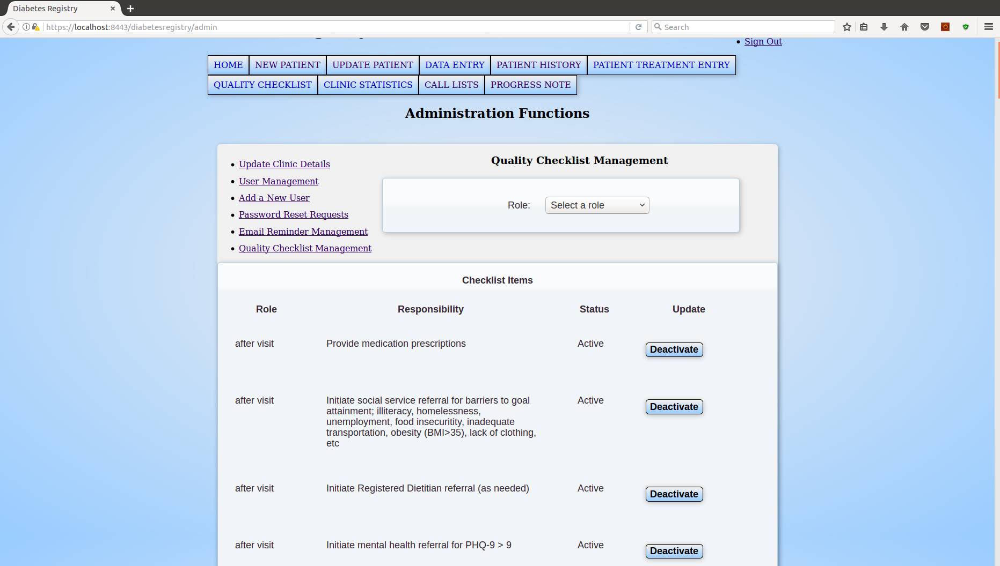 Diabetes Registry
https://localhost:8443/diabetesregistry/admin
Search
Sign Out
HOME NEW PATIENT UPDATE PATIENT DATA ENTRY PATIENT HISTORY PATIENT TREATMENT ENTRY
QUALITY CHECKLIST CLINIC STATISTICS CALL LISTS PROGRESS NOTE
Administration Functions
Update Clinic Details
User Management
Add a New User
Password Reset Requests
Email Reminder Management
Quality Checklist Management
Quality Checklist Management
Role: Select a role
Checklist Items
Role Responsibility Status Update
after visit Provide medication prescriptions Active Deactivate
after visit Initiate social service referral for barriers to goal Active Deactivate
attainment; illiteracy, homelessness,
unemployment, food insecuritity, inadequate
transportation, obesity (BMI>35), lack of clothing,
etc
after visit Initiate Registered Dietitian referral (as needed) Active Deactivate
after visit Initiate mental health referral for PHQ-9 > 9 Active Deactivate